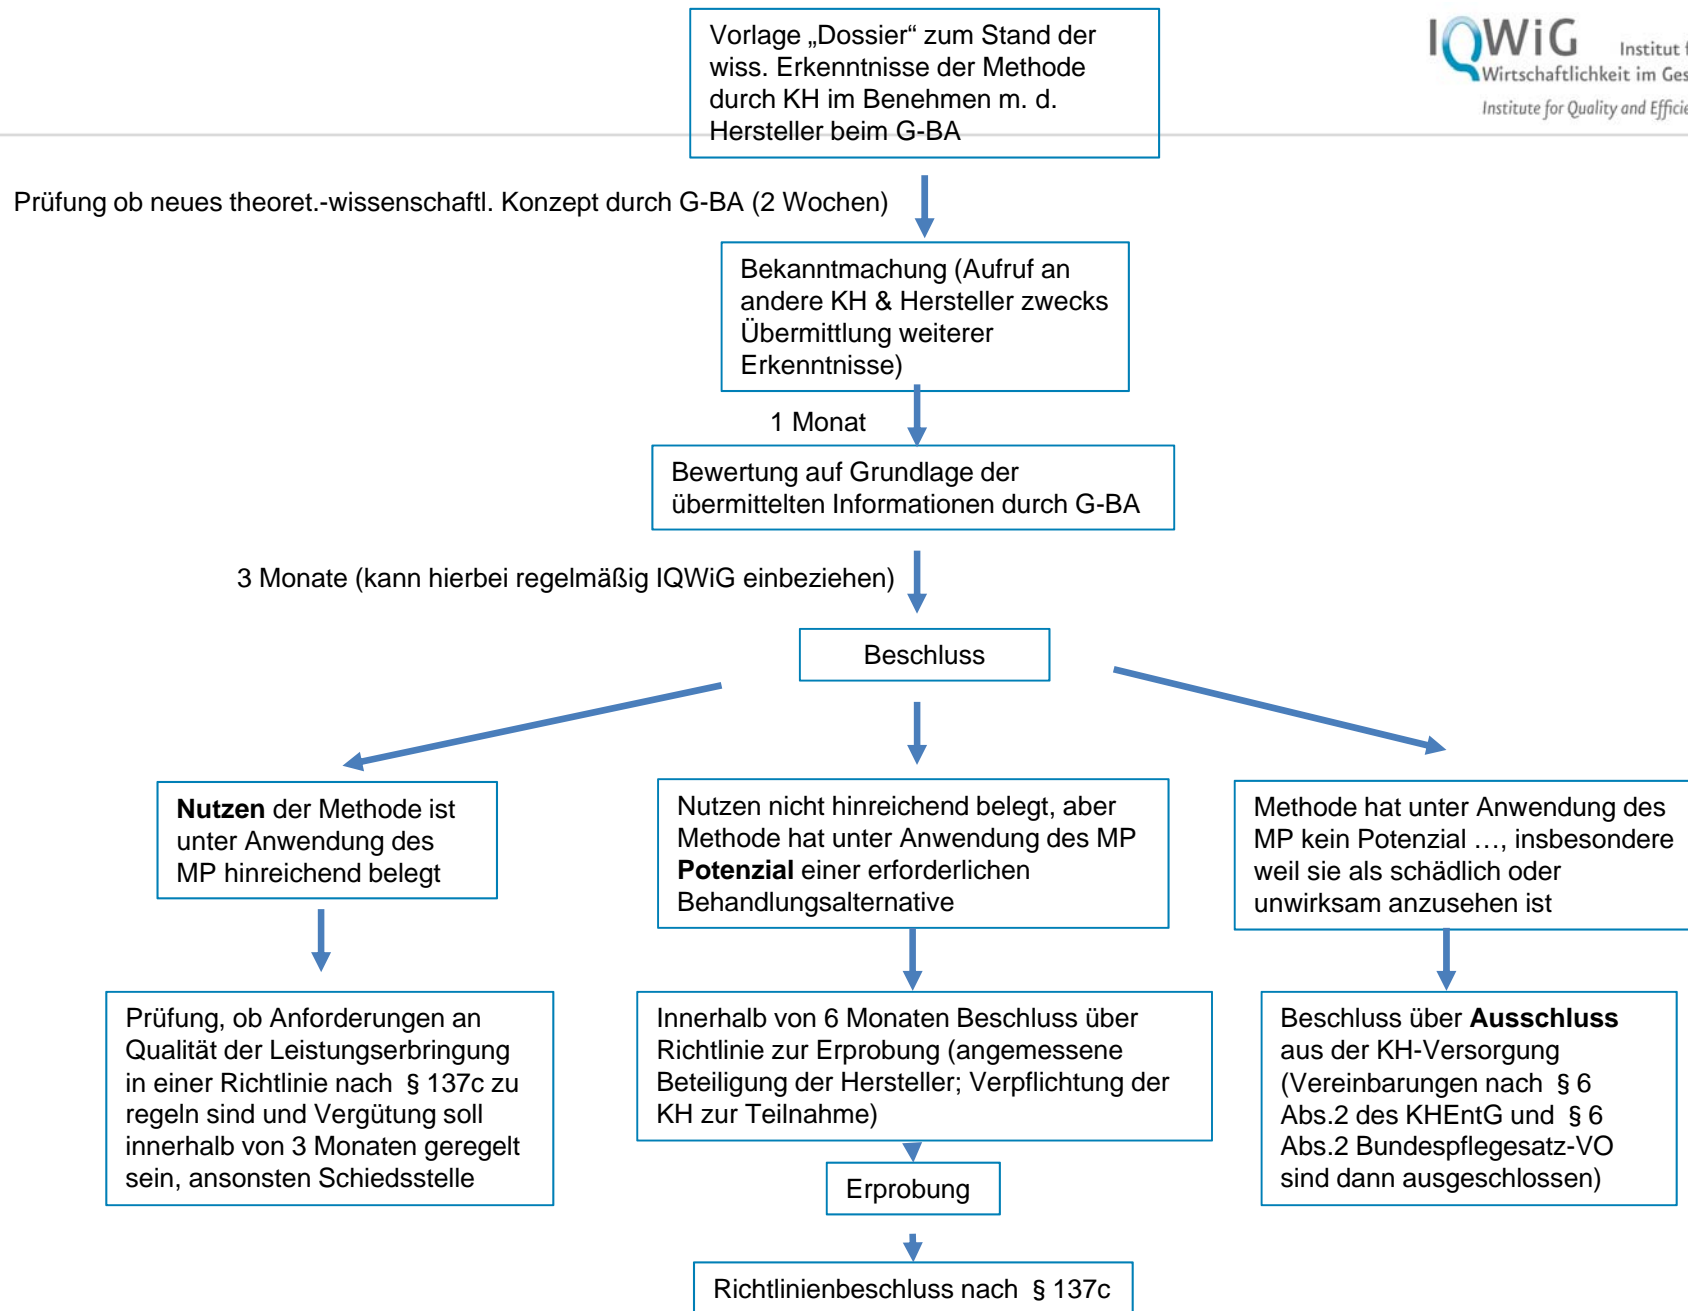 Vorlage „Dossier“ zum Stand der
wiss. Erkenntnisse der Methode
durch KH im Benehmen m. d.
Hersteller beim G-BA
IQWiG
Institut f
Wirtschaftlichkeit im Ges
Institute for Quality and Efficie
Prüfung ob neues theoret.-wissenschaftl. Konzept durch G-BA (2 Wochen)
Bekanntmachung (Aufruf an
andere KH & Hersteller zwecks
Übermittlung weiterer
Erkenntnisse)
1 Monat
Bewertung auf Grundlage der
übermittelten Informationen durch G-BA
3 Monate (kann hierbei regelmäßig IQWiG einbeziehen)
Beschluss
Nutzen der Methode ist
unter Anwendung des
MP hinreichend belegt
Nutzen nicht hinreichend belegt, aber
Methode hat unter Anwendung des MP
Potenzial einer erforderlichen
Behandlungsalternative
Methode hat unter Anwendung des
MP kein Potenzial …, insbesondere
weil sie als schädlich oder
unwirksam anzusehen ist
Prüfung, ob Anforderungen an
Qualität der Leistungserbringung
in einer Richtlinie nach § 137c zu
regeln sind und Vergütung soll
innerhalb von 3 Monaten geregelt
sein, ansonsten Schiedsstelle
Innerhalb von 6 Monaten Beschluss über
Richtlinie zur Erprobung (angemessene
Beteiligung der Hersteller; Verpflichtung der
KH zur Teilnahme)
Beschluss über Ausschluss
aus der KH-Versorgung
(Vereinbarungen nach § 6
Abs.2 des KHEntG und § 6
Abs.2 Bundespflegesatz-VO
sind dann ausgeschlossen)
Erprobung
Richtlinienbeschluss nach § 137c